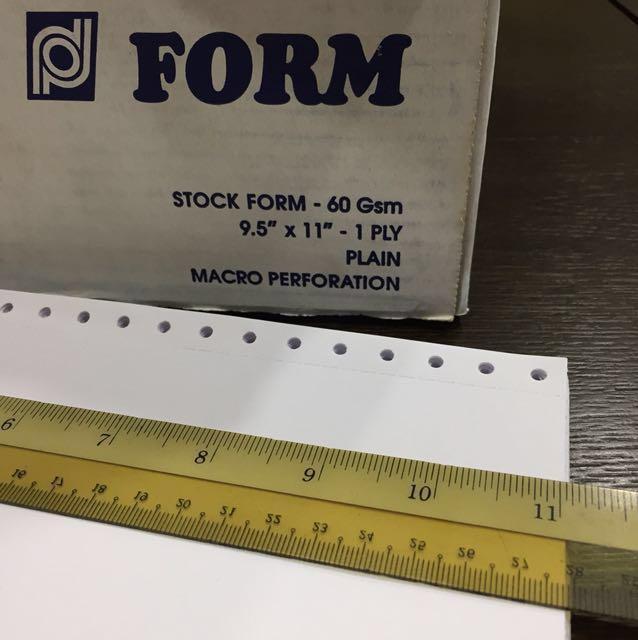 FORM
STOCK FORM - 60 Gsm
9.5" x 11" - 1 PLY
PLAIN
MACRO PERFORATION
6 7 8 9 10 11
16 17 18 19 20 21 22 23 24 25 26 27 28